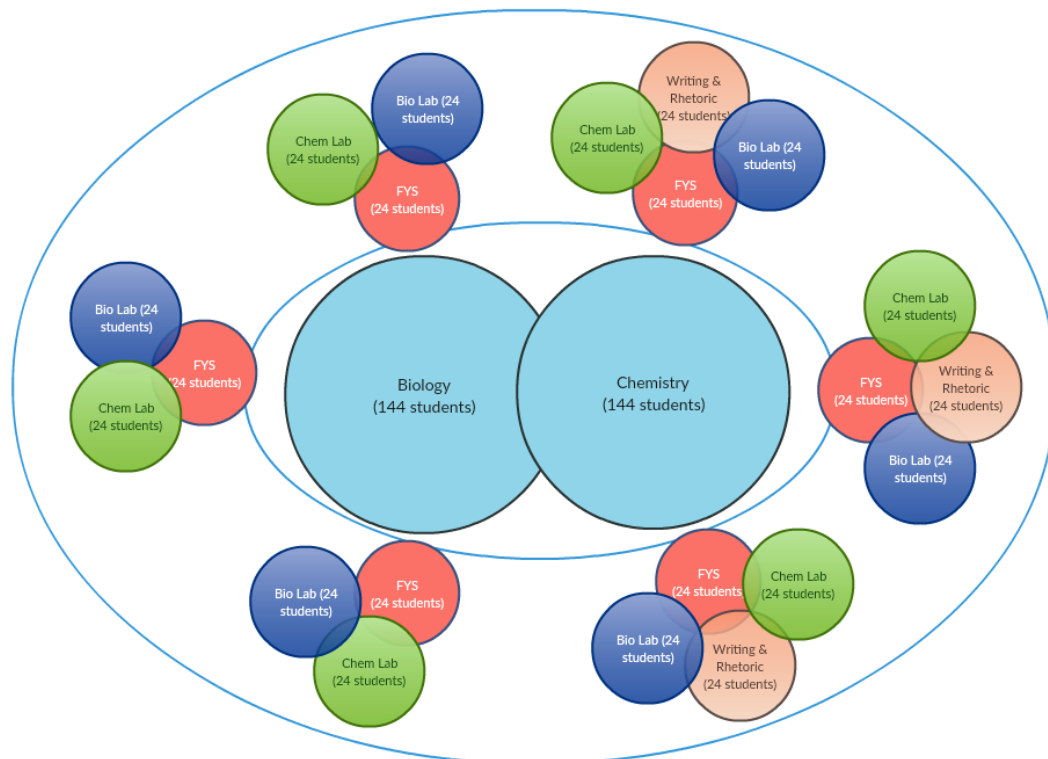 Bio Lab (24
students)
Chem Lab
(24 students)
FYS
(24 students)
Writing &
Rhetoric
(24 students)
Chem Lab
(24 students)
Bio Lab (24
students)
FYS
(24 students)
Bio Lab (24
students)
FYS
(24 students)
Chem Lab
(24 students)
Biology
(144 students)
Chemistry
(144 students)
Chem Lab
(24 students)
FYS
(24 students)
Writing &
Rhetoric
(24 students)
Bio Lab (24
students)
Bio Lab (24
students)
FYS
(24 students)
Chem Lab
(24 students)
FYS
(24 students)
Chem Lab
(24 students)
Bio Lab (24
students)
Writing &
Rhetoric
(24 students)